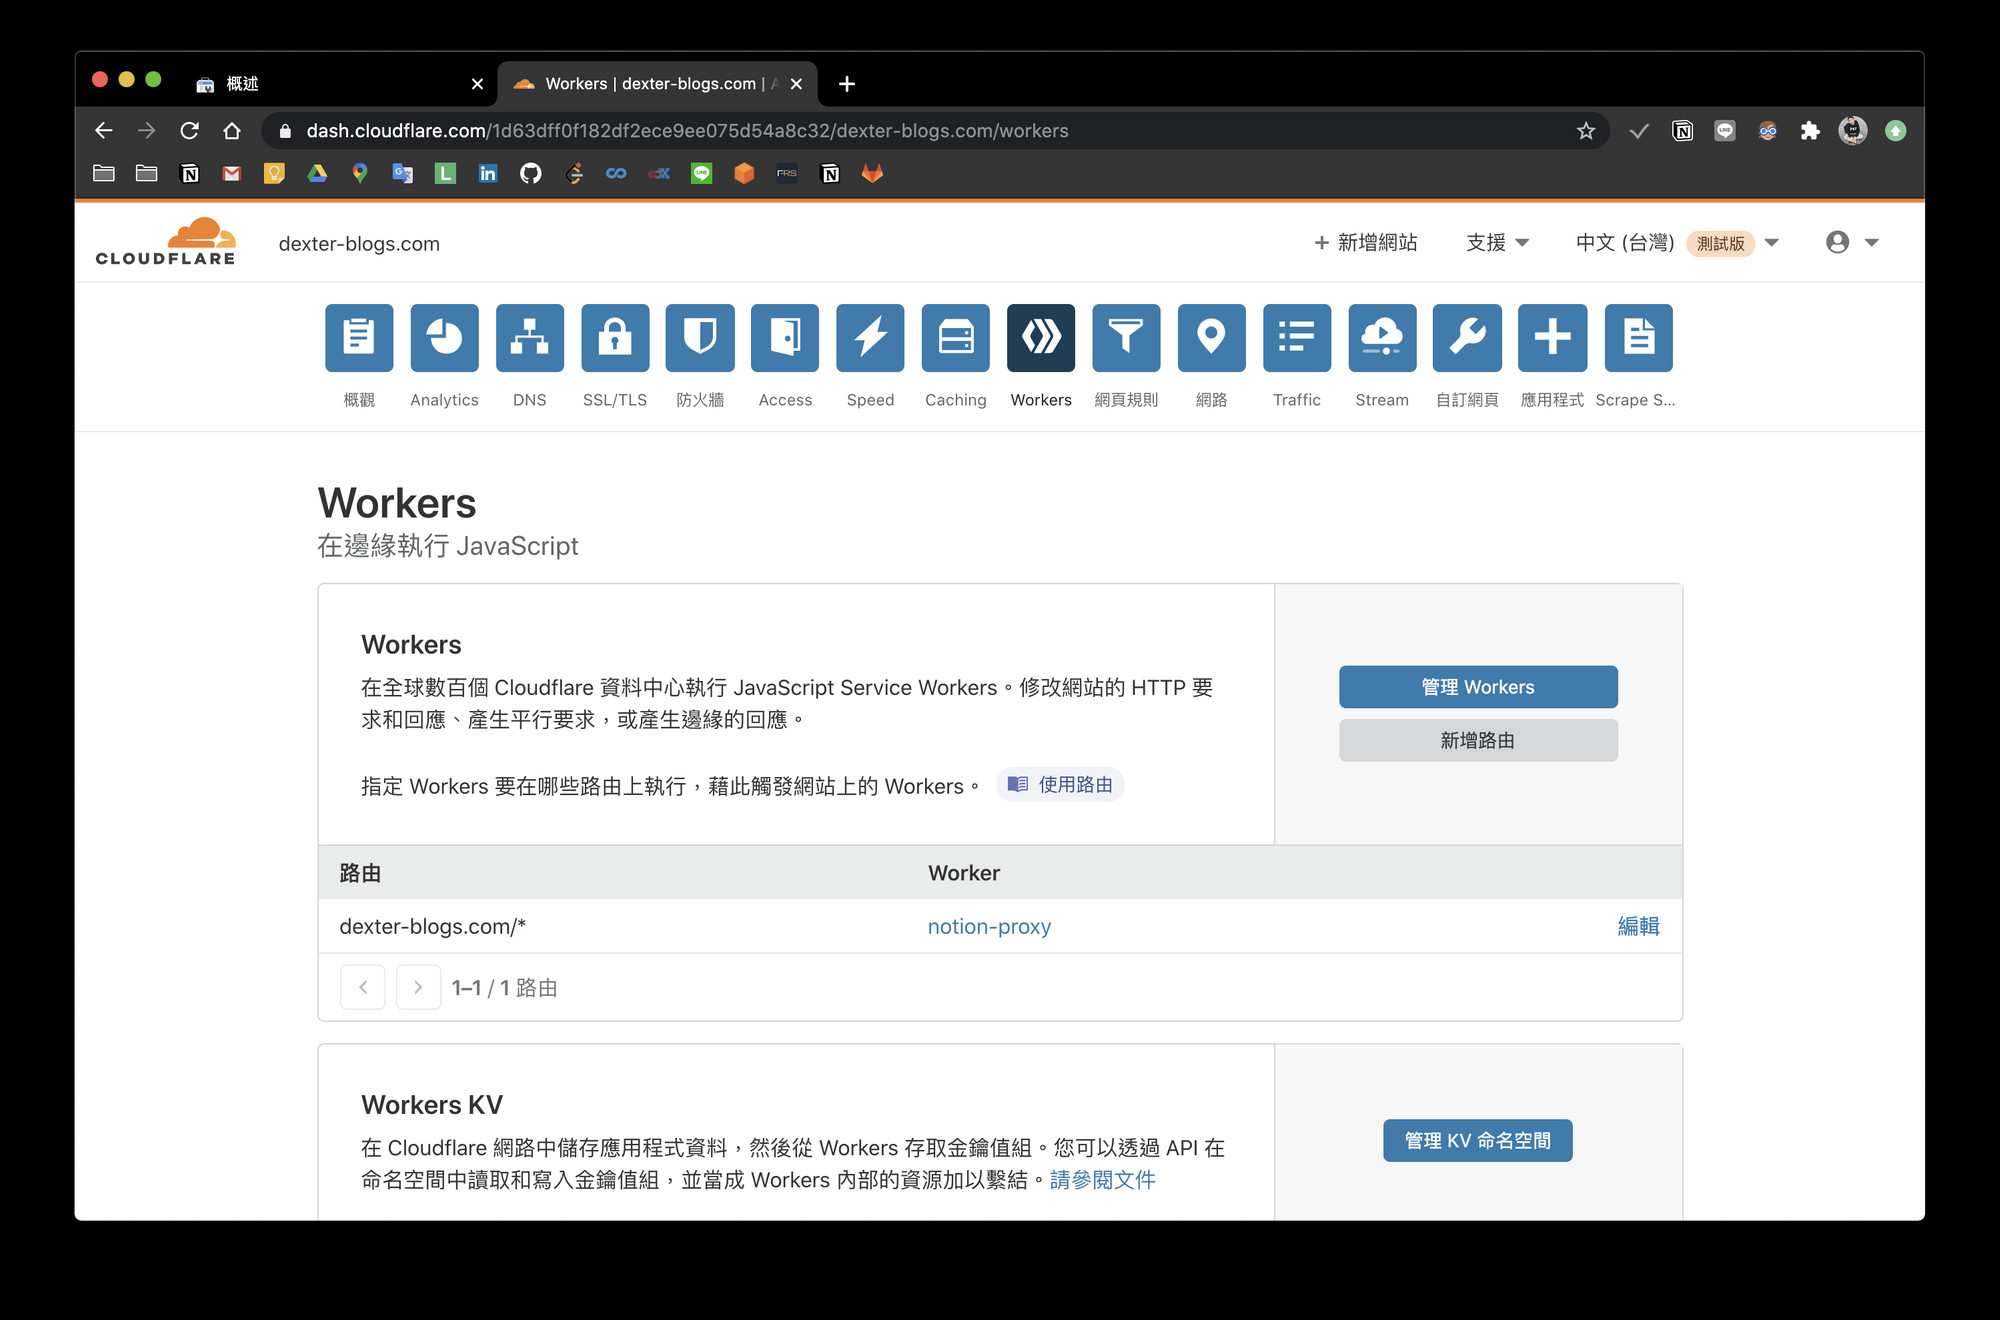 概述
Workers | dexter-blogs.com |
dash.cloudflare.com/1d63dff0f182df2ece9ee075d54a8c32/dexter-blogs.com/workers
CLOUDFLARE
dexter-blogs.com
+ 新增網站
支援
中文 (台灣)
測試版
概觀
Analytics
DNS
SSL/TLS
防火牆
Access
Speed
Caching
Workers
網頁規則
網路
Traffic
Stream
自訂網頁
應用程式
Scrape S...
Workers
在邊緣執行 JavaScript
Workers
在全球數百個 Cloudflare 資料中心執行 JavaScript Service Workers。修改網站的 HTTP 要
求和回應、產生平行要求，或產生邊緣的回應。
指定 Workers 要在哪些路由上執行，藉此觸發網站上的 Workers。
使用路由
管理 Workers
新增路由
路由
Worker
dexter-blogs.com/*
notion-proxy
編輯
1–1 / 1 路由
Workers KV
在 Cloudflare 網路中儲存應用程式資料，然後從 Workers 存取金鑰值組。您可以透過 API 在
命名空間中讀取和寫入金鑰值組，並當成 Workers 內部的資源加以繫結。請參閱文件
管理 KV 命名空間